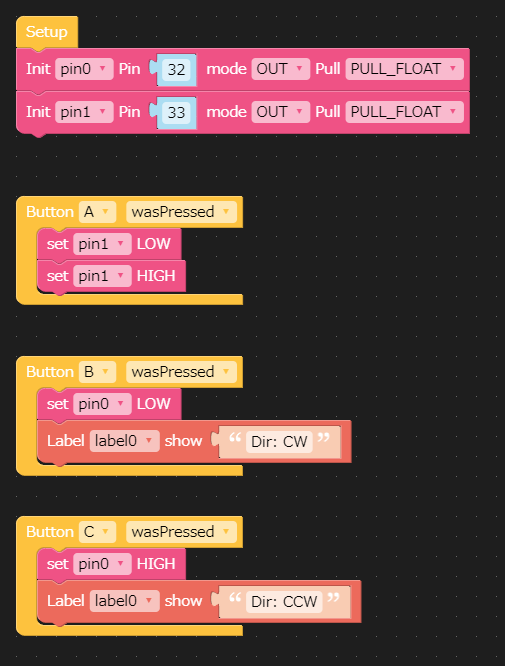 Setup
Init pin0 Pin 32 mode OUT Pull PULL_FLOAT
Init pin1 Pin 33 mode OUT Pull PULL_FLOAT
Button A wasPressed
set pin1 LOW
set pin1 HIGH
Button B wasPressed
set pin0 LOW
Label label0 show “ Dir: CW ”
Button C wasPressed
set pin0 HIGH
Label label0 show “ Dir: CCW ”